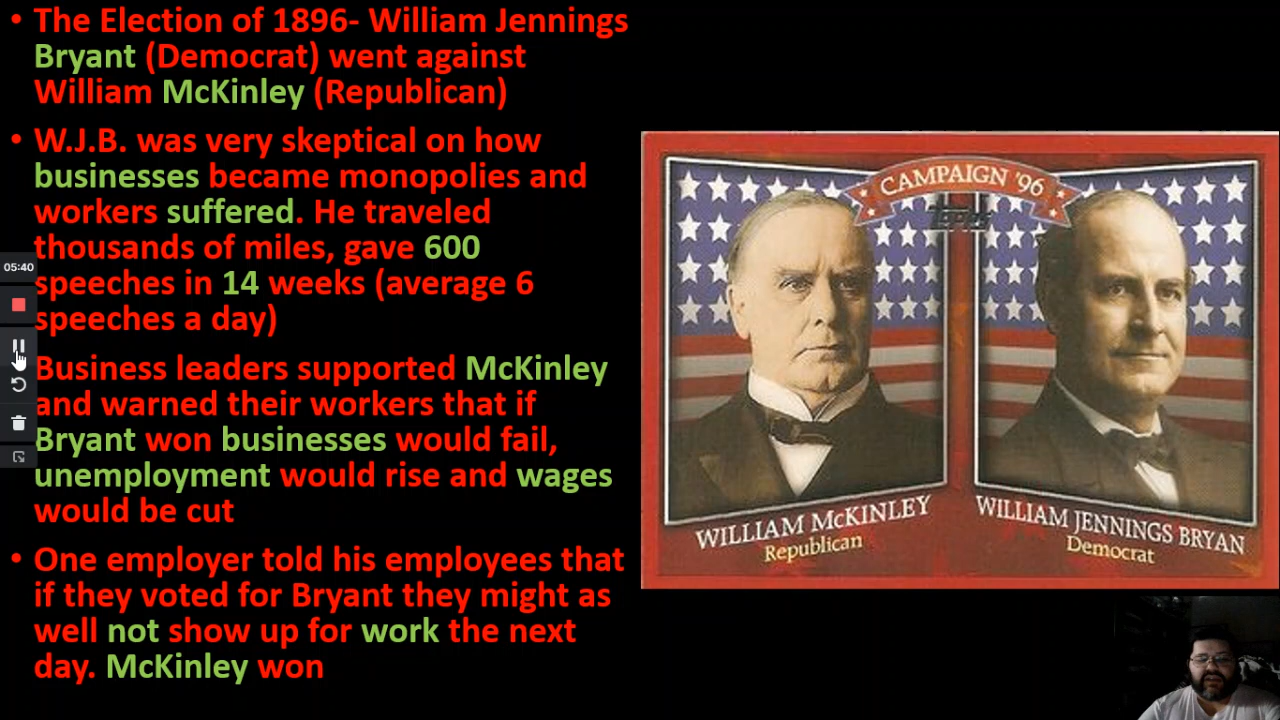 • The Election of 1896- William Jennings
Bryant (Democrat) went against
William McKinley (Republican)
• W.J.B. was very skeptical on how
businesses became monopolies and
workers suffered. He traveled
thousands of miles, gave 600
speeches in 14 weeks (average 6
speeches a day)
Business leaders supported McKinley
and warned their workers that if
Bryant won businesses would fail,
unemployment would rise and wages
would be cut
• One employer told his employees that
if they voted for Bryant they might as
well not show up for work the next
day. McKinley won
05:40
CAMPAIGN '96
Topps
WILLIAM McKINLEY
Republican
WILLIAM JENNINGS BRYAN
Democrat